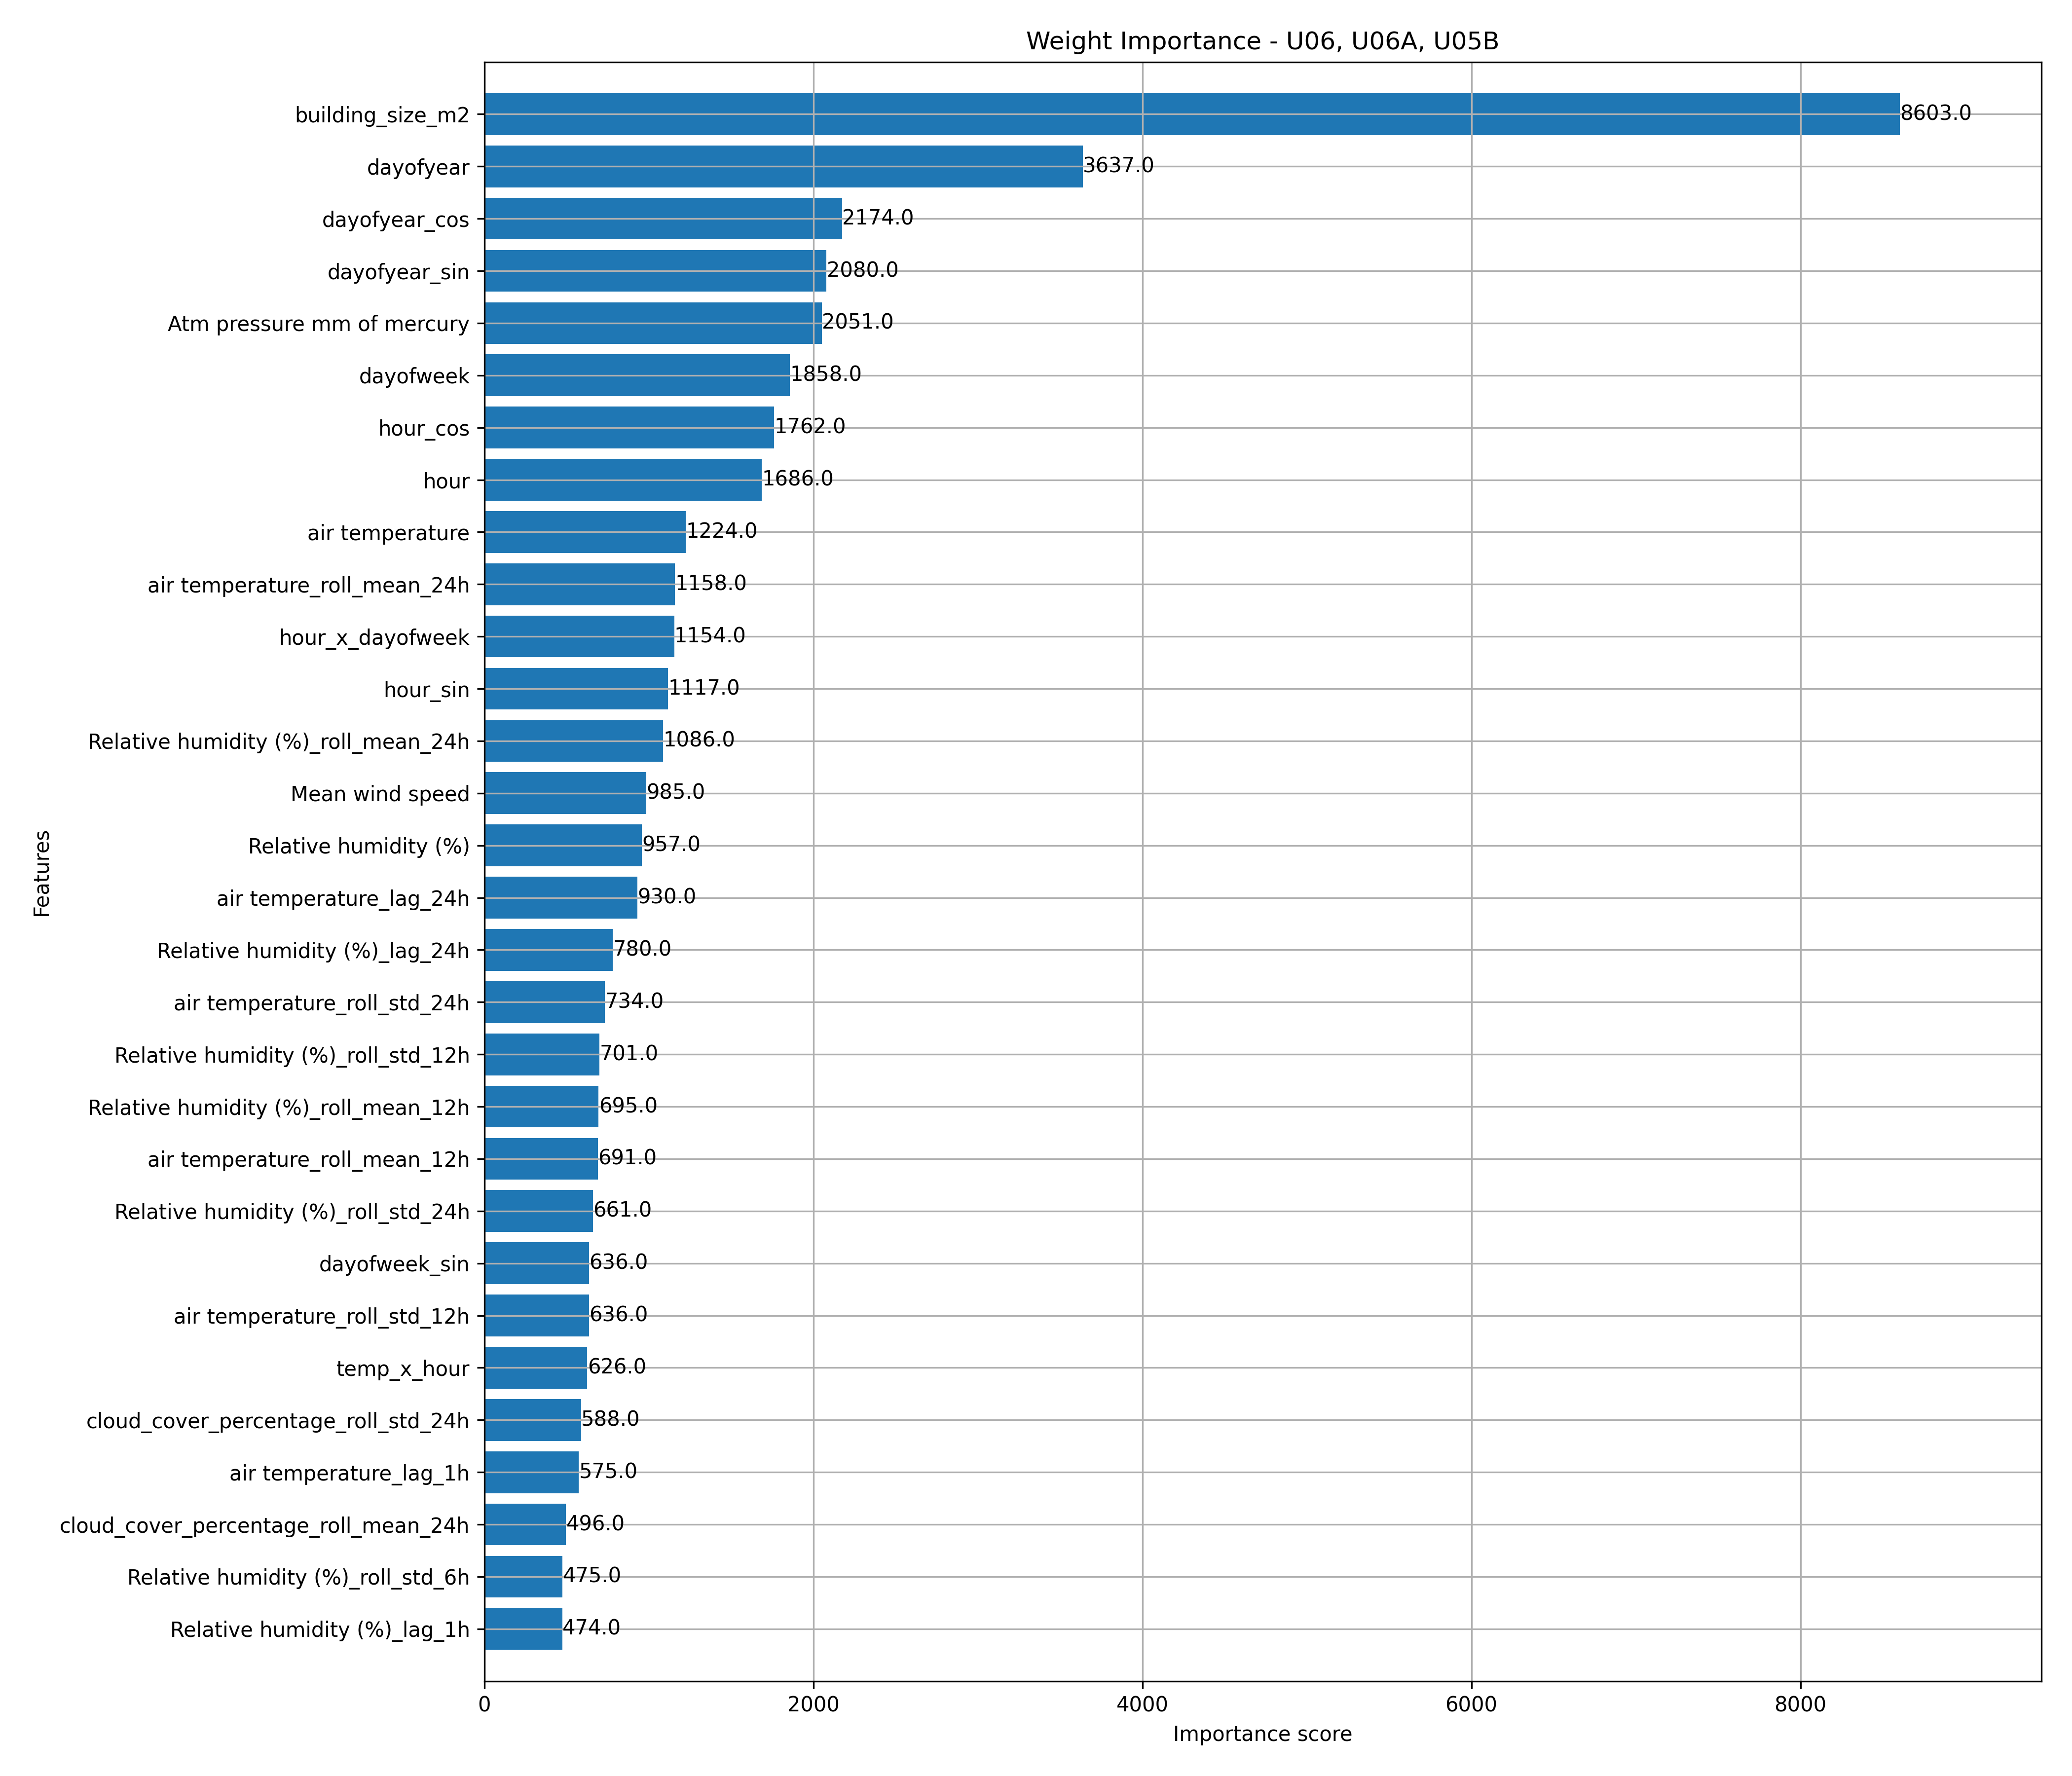 Weight Importance - U06, U06A, U05B
building_size_m2 8603.0
dayofyear 3637.0
dayofyear_cos 2174.0
dayofyear_sin 2080.0
Atm pressure mm of mercury 2051.0
dayofweek 1858.0
hour_cos 1762.0
hour 1686.0
air temperature 1224.0
air temperature_roll_mean_24h 1158.0
hour_x_dayofweek 1154.0
hour_sin 1117.0
Relative humidity (%)_roll_mean_24h 1086.0
Mean wind speed 985.0
Relative humidity (%) 957.0
air temperature_lag_24h 930.0
Relative humidity (%)_lag_24h 780.0
air temperature_roll_std_24h 734.0
Relative humidity (%)_roll_std_12h 701.0
Relative humidity (%)_roll_mean_12h 695.0
air temperature_roll_mean_12h 691.0
Relative humidity (%)_roll_std_24h 661.0
dayofweek_sin 636.0
air temperature_roll_std_12h 636.0
temp_x_hour 626.0
cloud_cover_percentage_roll_std_24h 588.0
air temperature_lag_1h 575.0
cloud_cover_percentage_roll_mean_24h 496.0
Relative humidity (%)_roll_std_6h 475.0
Relative humidity (%)_lag_1h 474.0
Features
0 2000 4000 6000 8000
Importance score